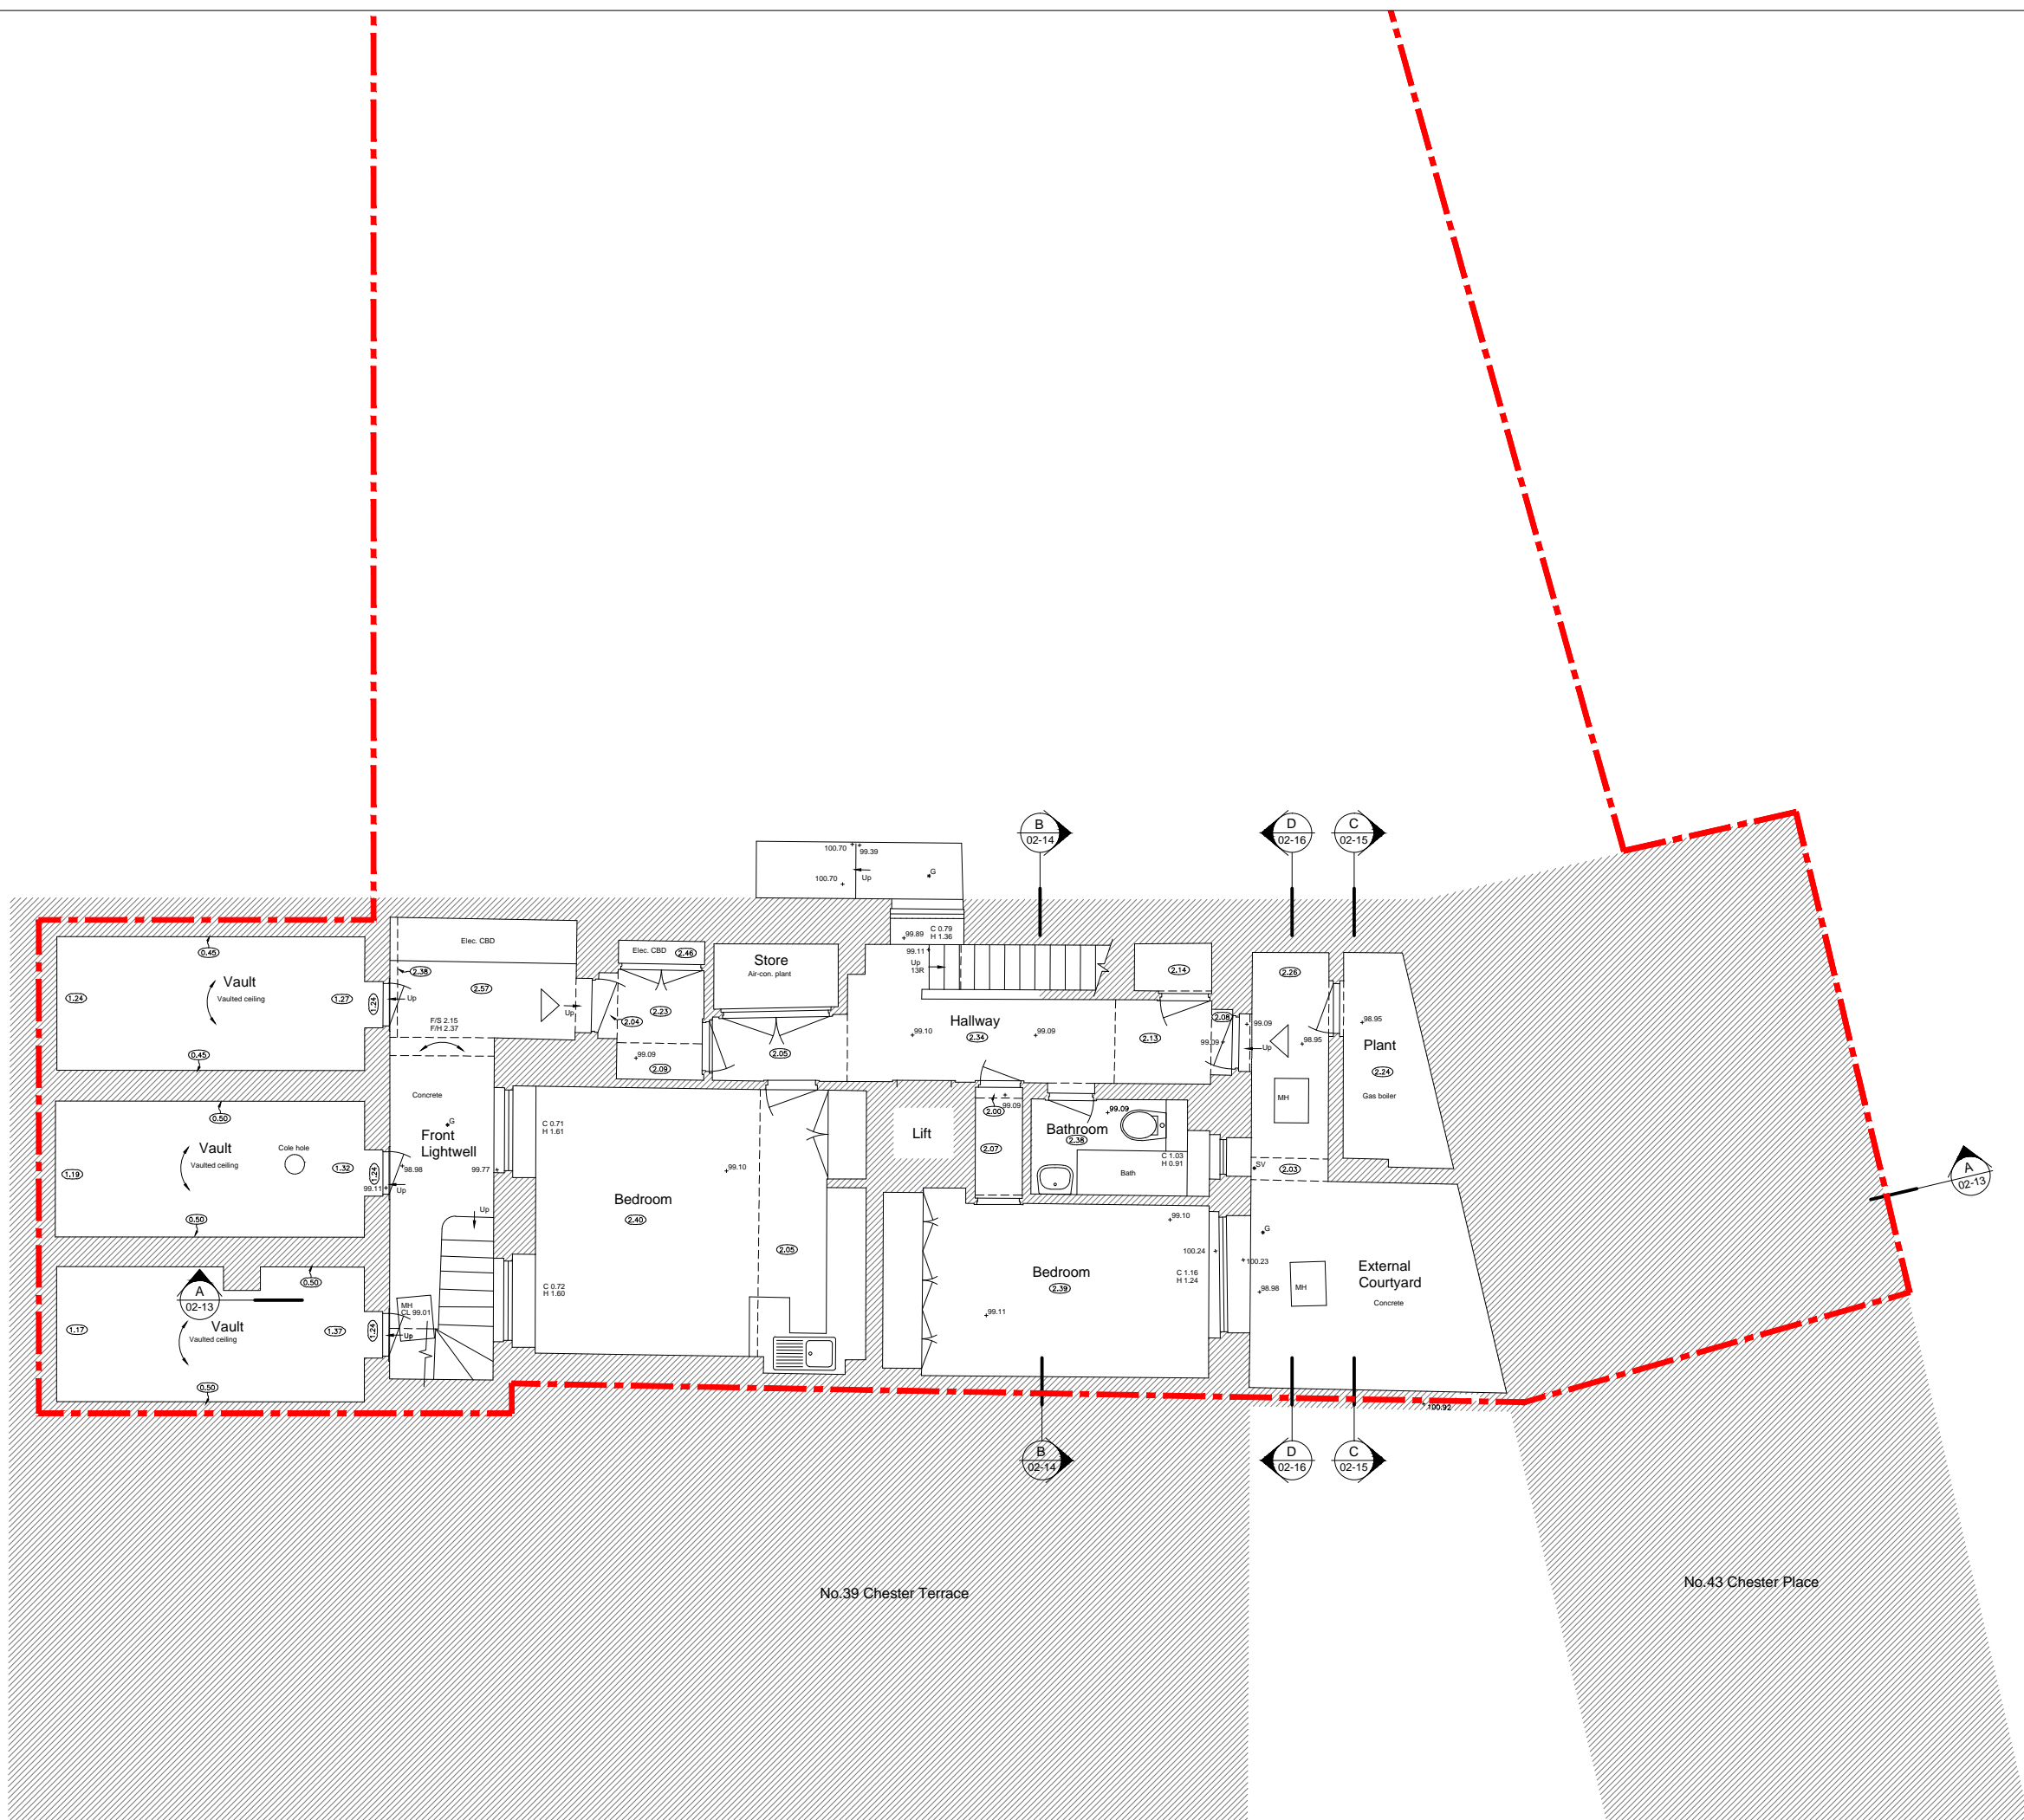 B
02-14
D
02-16
C
02-15
100.70
99.39
100.70
Up
G
99.89
C 0.79
H 1.36
99.11
Up
13R
Elec. CBD
Elec. CBD
2.46
Store
Air-con. plant
0.45
Vault
Vaulted ceiling
1.24
1.27
1.24
Up
2.38
2.57
F/S 2.15
F/H 2.37
Up
2.04
2.23
99.09
2.09
2.05
99.10
Hallway
2.34
99.09
2.13
2.14
2.08
99.09
99.09
Up
2.26
98.95
98.95
Plant
2.24
Gas boiler
MH
0.45
0.50
Vault
Vaulted ceiling
Cole hole
1.19
1.32
1.24
98.98
99.11
Up
0.50
Concrete
G
Front
Lightwell
99.77
Up
C 0.71
H 1.61
99.10
Bedroom
2.40
2.05
C 0.72
H 1.60
Lift
2.00
99.09
2.07
99.09
Bathroom
2.38
Bath
C 1.03
H 0.91
SV
2.03
A
02-13
G
99.10
100.24
100.23
C 1.16
H 1.24
Bedroom
2.39
99.11
98.98
MH
External
Courtyard
Concrete
0.50
A
02-13
Vault
Vaulted ceiling
1.17
1.37
1.24
Up
MH
CL 99.01
0.50
100.92
B
02-14
D
02-16
C
02-15
No.39 Chester Terrace
No.43 Chester Place